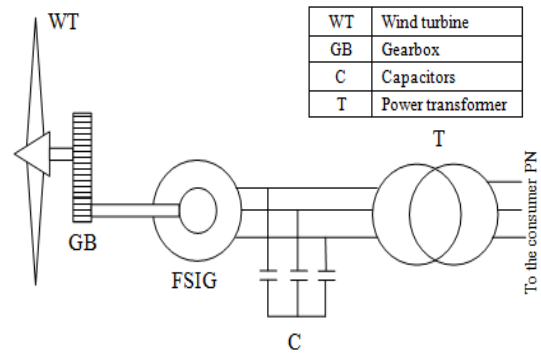 WT
WT Wind turbine
GB Gearbox
C Capacitors
T Power transformer
T
GB
FSIG
C
To the consumer PN